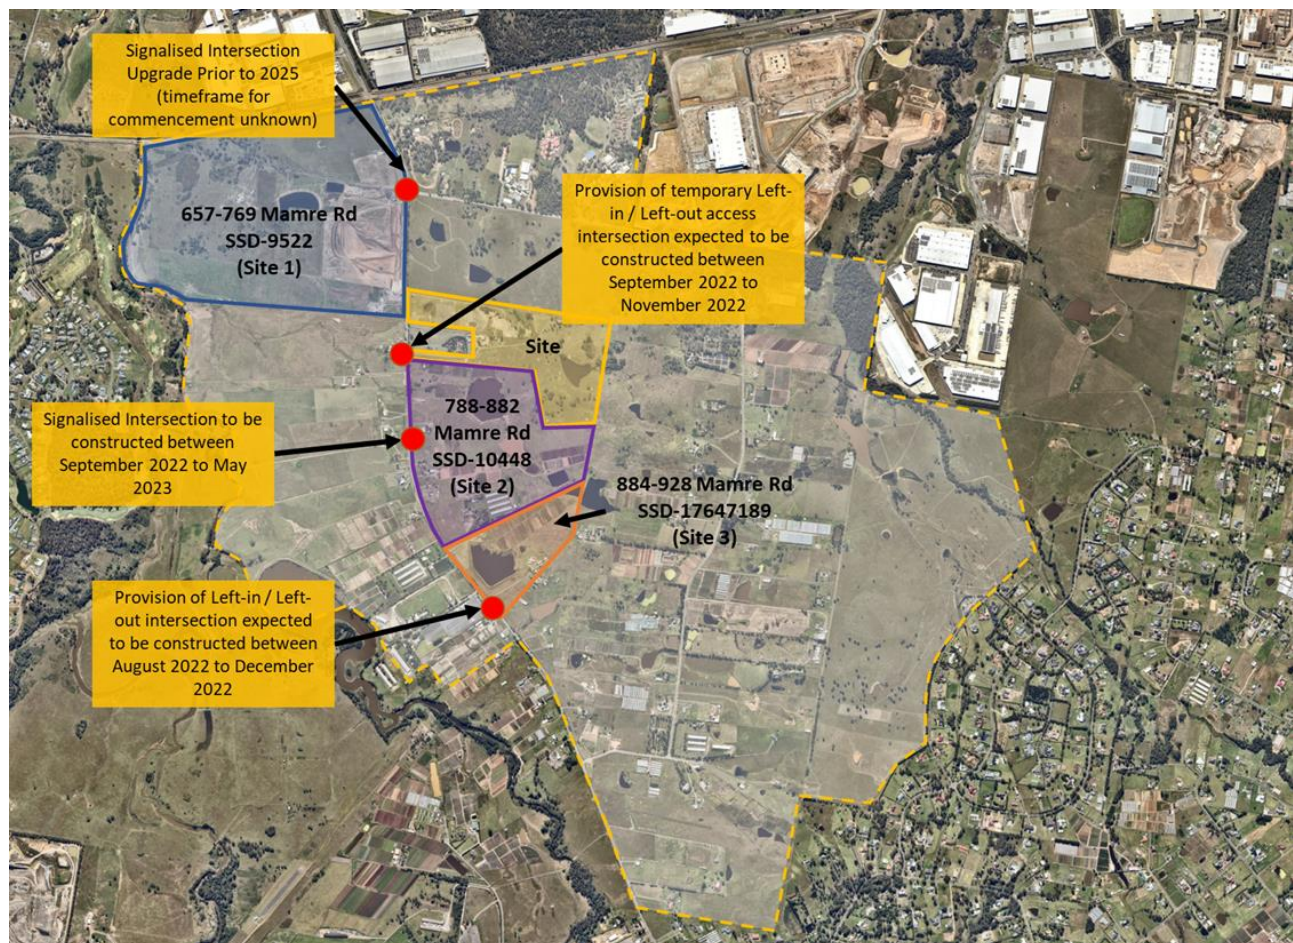 Signalised Intersection
Upgrade Prior to 2025
(timeframe for
commencement unknown)
657-769 Mamre Rd
SSD-9522
(Site 1)
Provision of temporary Left-
in / Left-out access
intersection expected to be
constructed between
September 2022 to
November 2022
Site
Signalised Intersection to be
constructed between
September 2022 to May
2023
788-882
Mamre Rd
SSD-10448
(Site 2)
884-928 Mamre Rd
SSD-17647189
(Site 3)
Provision of Left-in / Left-
out intersection expected
to be constructed between
August 2022 to December
2022